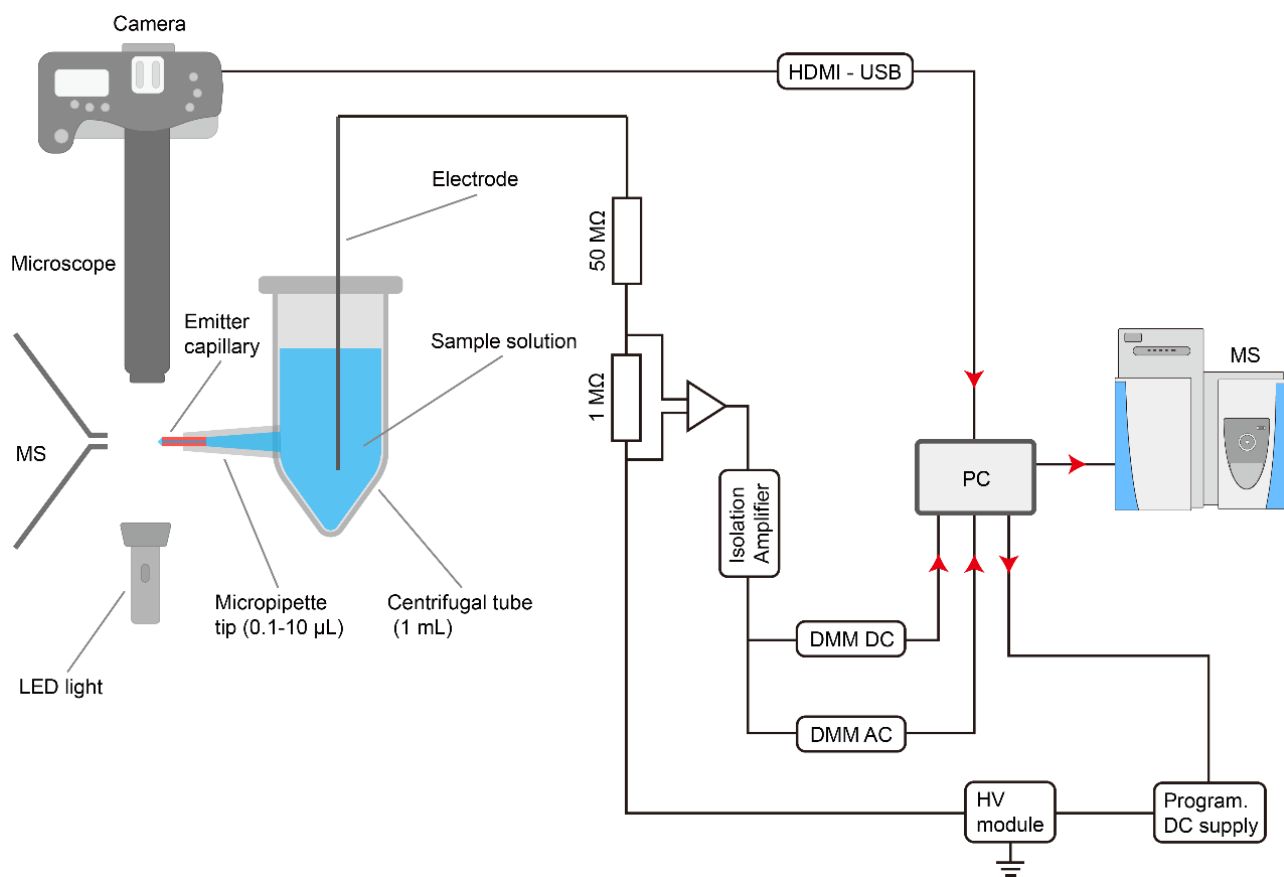 Camera
HDMI - USB
Electrode
50 MΩ
Microscope
Emitter
capillary
Sample solution
1 MΩ
MS
MS
PC
Isolation
Amplifier
Micropipette
tip (0.1-10 µL)
Centrifugal tube
(1 mL)
DMM DC
LED light
DMM AC
HV
module
Program.
DC supply